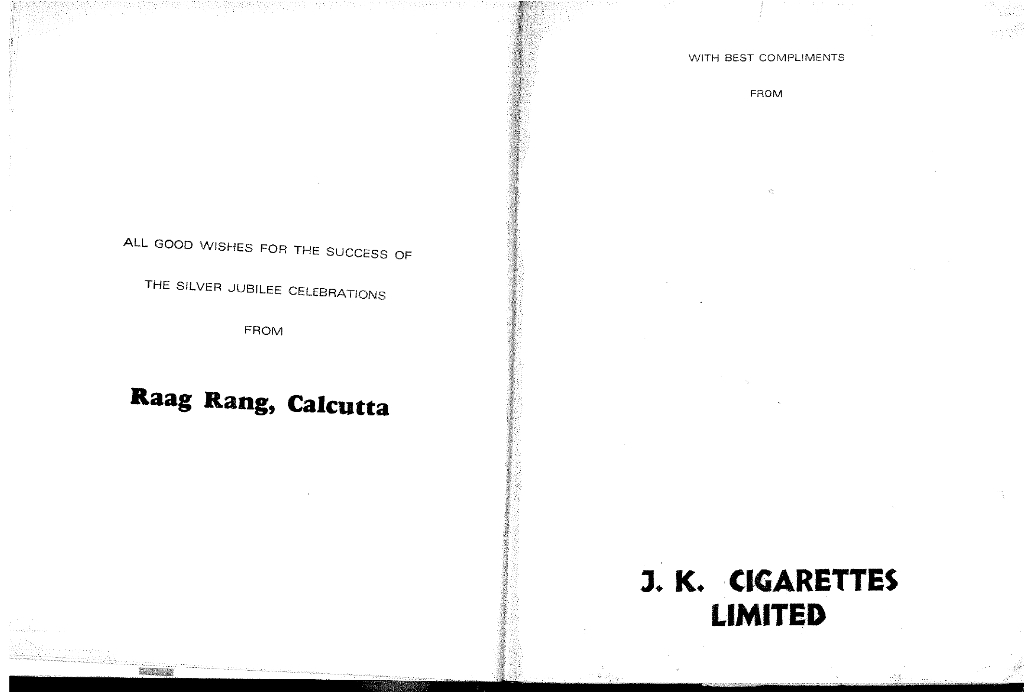 ALL GOOD WISHES FOR THE SUCCESS OF
THE SILVER JUBILEE CELEBRATIONS
FROM
Raag Rang, Calcutta
WITH BEST COMPLIMENTS
FROM
J. K. CIGARETTES
LIMITED